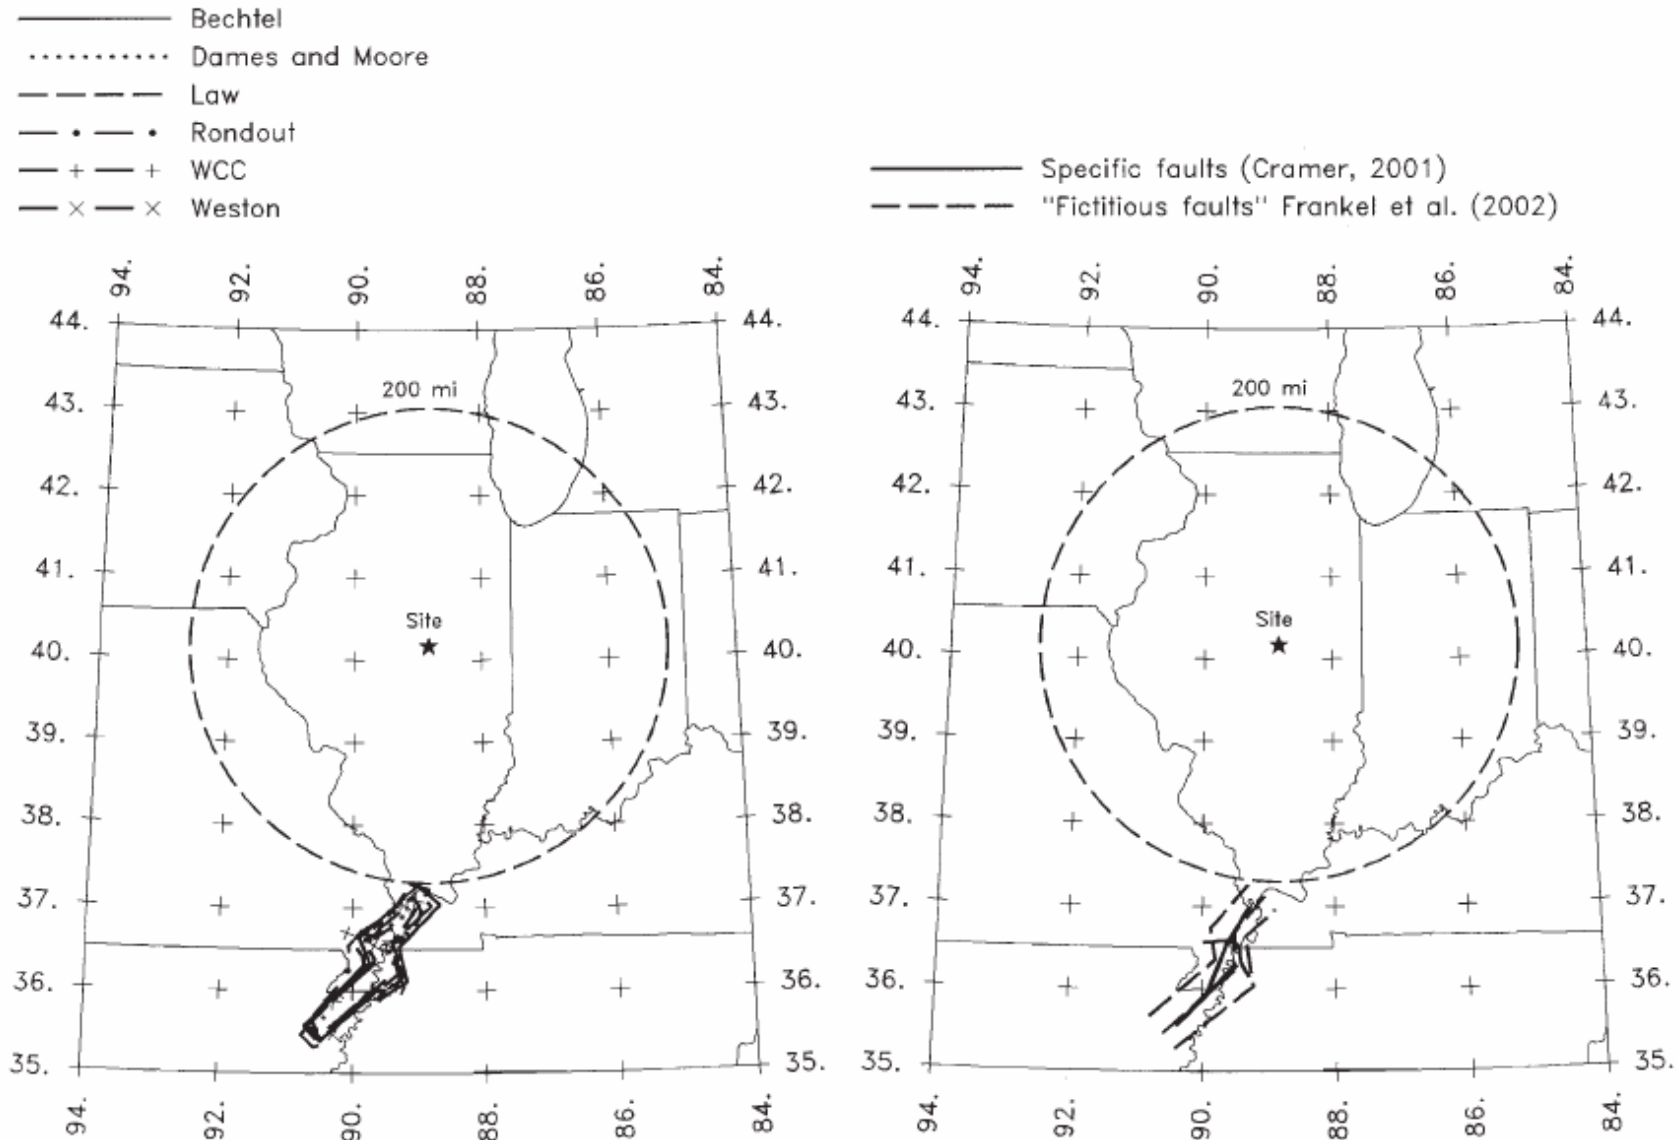 Bechtel
Dames and Moore
Law
Rondout
WCC
Weston
Specific faults (Cramer, 2001)
"Fictitious faults" Frankel et al. (2002)
94. 92. 90. 88. 86. 84.
44. 44.
200 mi
43. 43.
42. 42.
41. 41.
Site
40. 40.
39. 39.
38. 38.
37. 37.
36. 36.
35. 35.
94. 92. 90. 88. 86. 84.
94. 92. 90. 88. 86. 84.
44. 44.
200 mi
43. 43.
42. 42.
41. 41.
Site
40. 40.
39. 39.
38. 38.
37. 37.
36. 36.
35. 35.
94. 92. 90. 88. 86. 84.